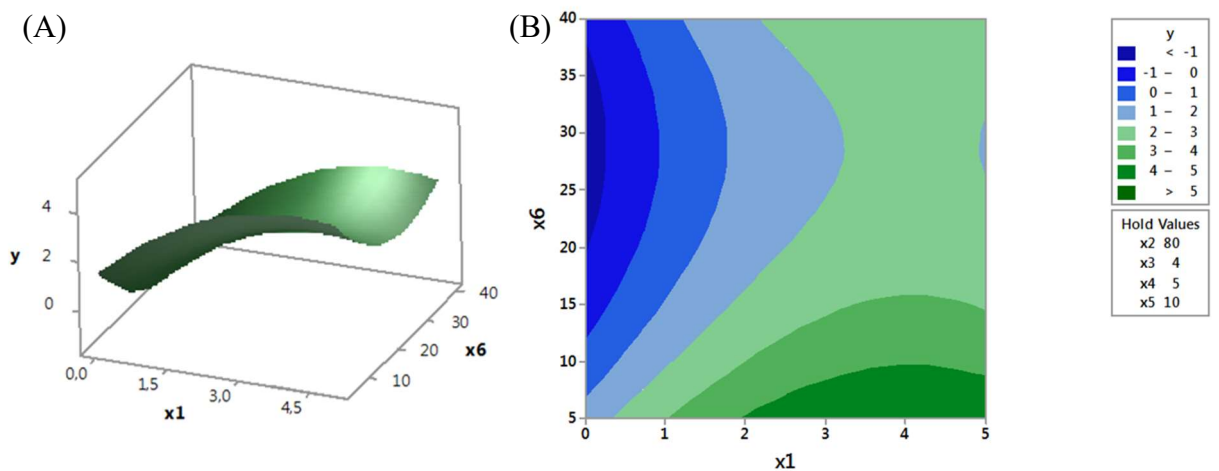 (A)
4
y 2
0
0,0
1,5
3,0
4,5
x1
10
20
30
40
x6
(B)
40
35
30
25
20
15
10
5
x6
0 1 2 3 4 5
x1
y
< -1
-1 – 0
0 – 1
1 – 2
2 – 3
3 – 4
4 – 5
> 5
Hold Values
x2 80
x3 4
x4 5
x5 10